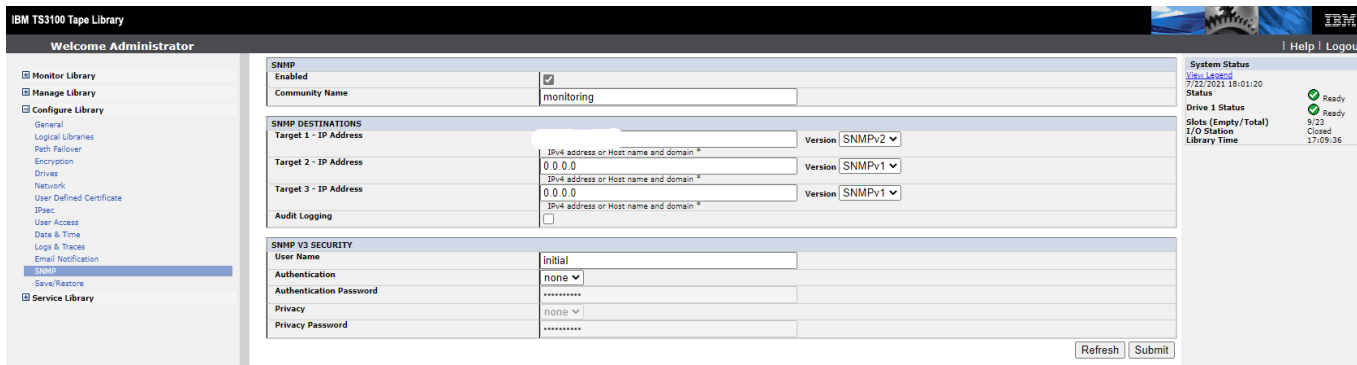 IBM TS3100 Tape Library
IBM
Welcome Administrator
| Help | Logou
Monitor Library
Manage Library
Configure Library
General
Logical Libraries
Path Failover
Encryption
Drives
Network
User Defined Certificate
IPsec
User Access
Date & Time
Logs & Traces
Email Notification
SNMP
Save/Restore
Service Library
SNMP
Enabled
Community Name monitoring
SNMP DESTINATIONS
Target 1 - IP Address Version SNMPv2
IPv4 address or Host name and domain *
Target 2 - IP Address 0.0.0.0 Version SNMPv1
IPv4 address or Host name and domain *
Target 3 - IP Address 0.0.0.0 Version SNMPv1
IPv4 address or Host name and domain *
Audit Logging
SNMP V3 SECURITY
User Name initial
Authentication none
Authentication Password ••••••••••
Privacy none
Privacy Password ••••••••••
Refresh Submit
System Status
View Legend
7/22/2021 18:01:20
Status Ready
Drive 1 Status Ready
Slots (Empty/Total) 9/23
I/O Station Closed
Library Time 17:09:36